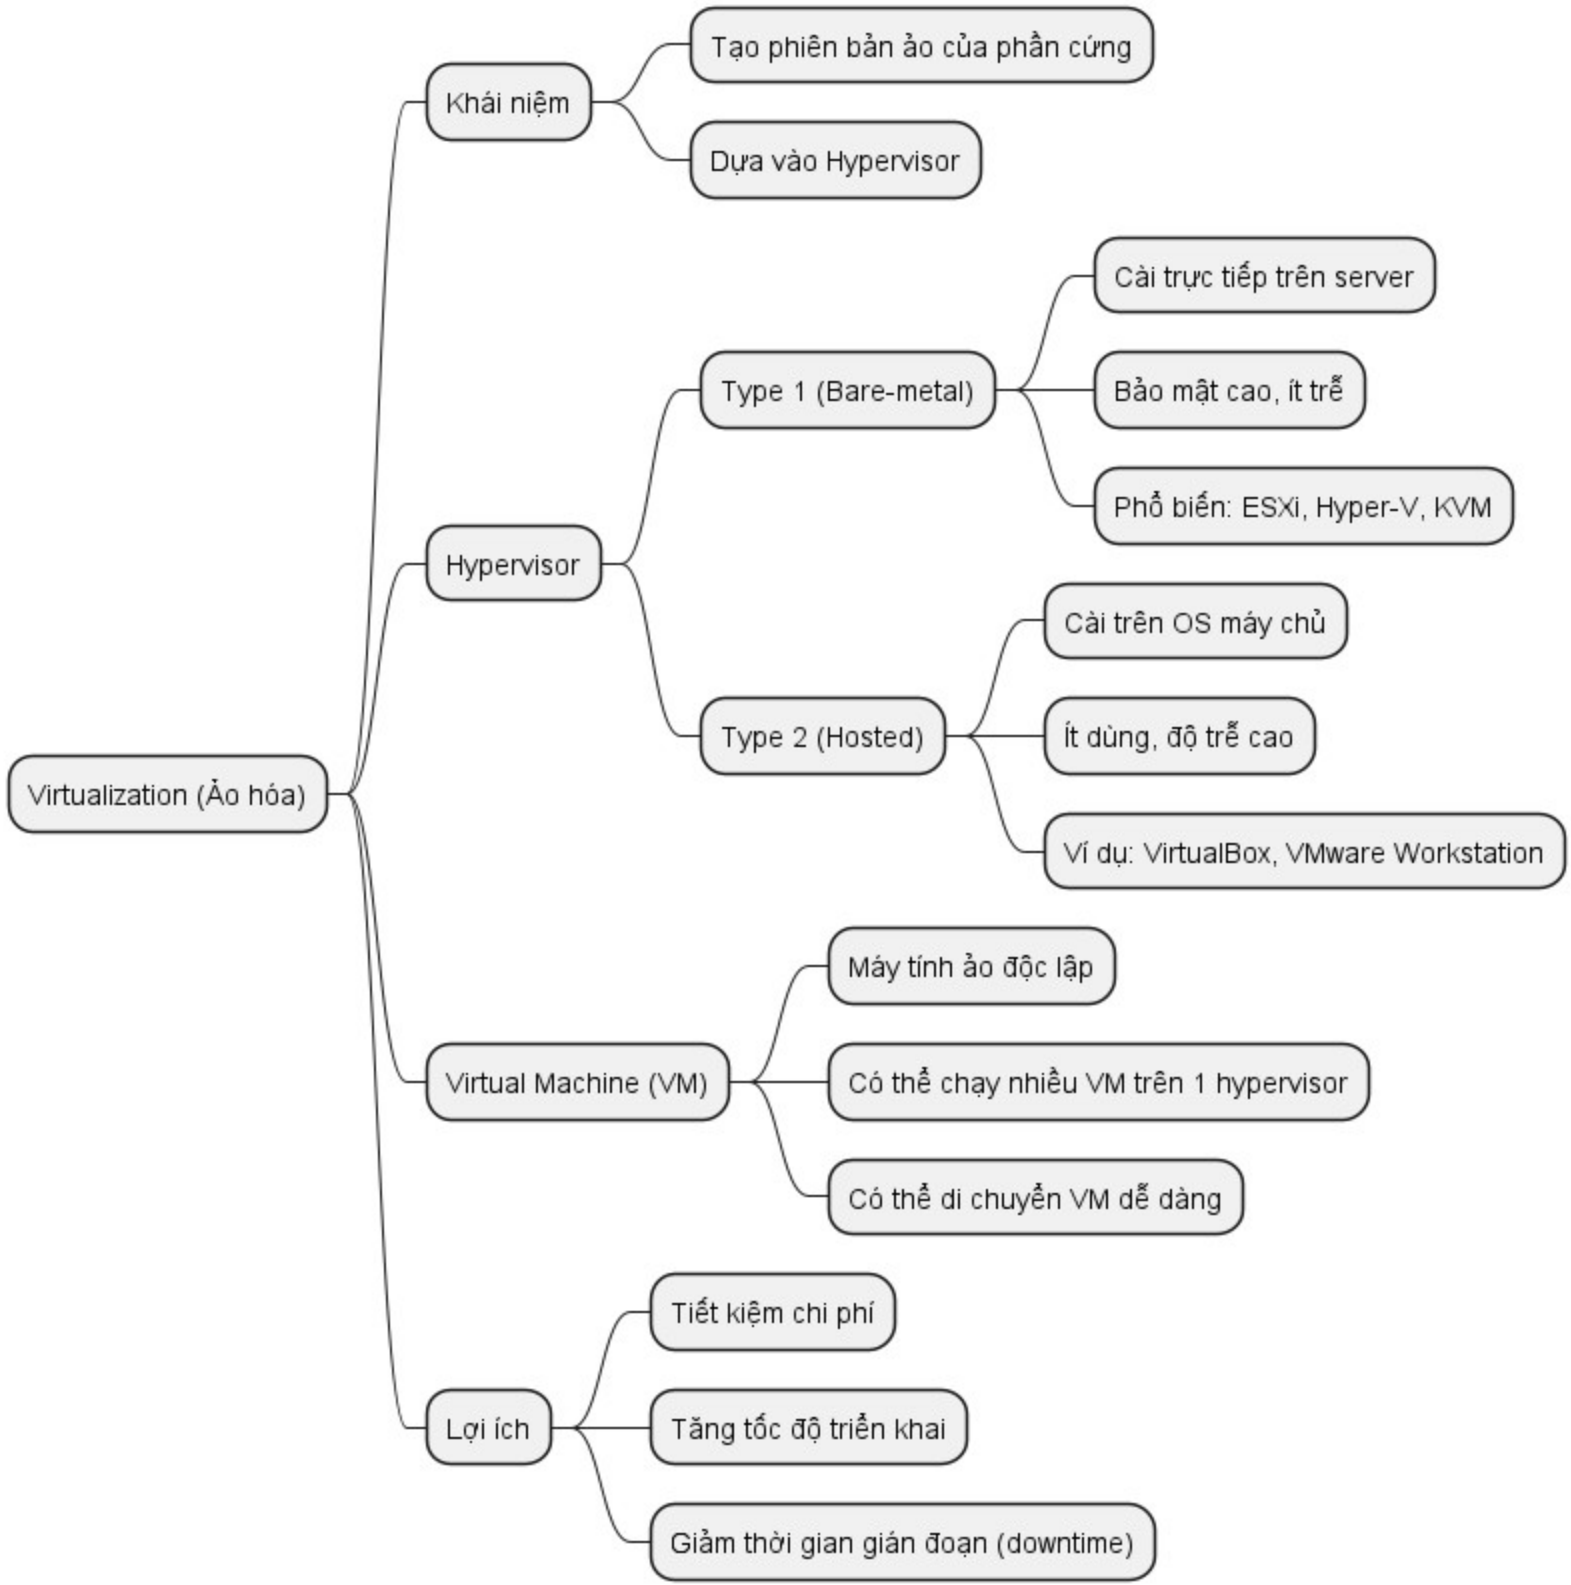 Virtualization (Ảo hóa)
Khái niệm
Tạo phiên bản ảo của phần cứng
Dựa vào Hypervisor
Hypervisor
Type 1 (Bare-metal)
Cài trực tiếp trên server
Bảo mật cao, ít trễ
Phổ biến: ESXi, Hyper-V, KVM
Type 2 (Hosted)
Cài trên OS máy chủ
Ít dùng, độ trễ cao
Ví dụ: VirtualBox, VMware Workstation
Virtual Machine (VM)
Máy tính ảo độc lập
Có thể chạy nhiều VM trên 1 hypervisor
Có thể di chuyển VM dễ dàng
Lợi ích
Tiết kiệm chi phí
Tăng tốc độ triển khai
Giảm thời gian gián đoạn (downtime)